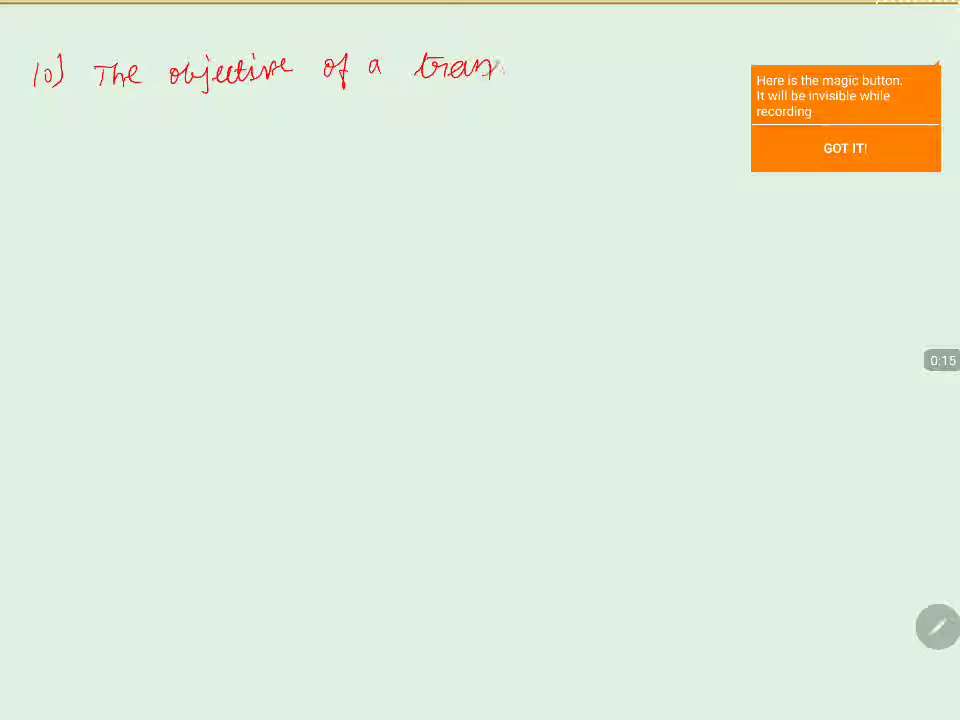 10) The objective of a tran
Here is the magic button.
It will be invisible while
recording
GOT IT!
0:15